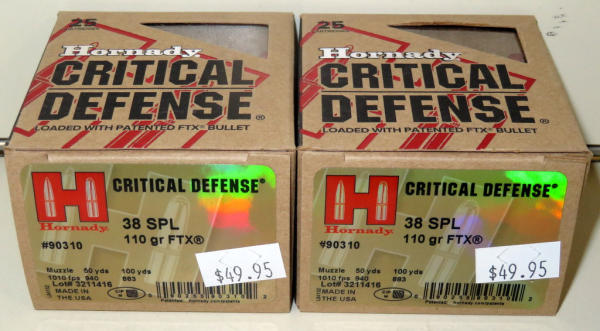 25
Hornady
CRITICAL
DEFENSE®
LOADED WITH PATENTED FTX® BULLET
H
Hornady
CRITICAL DEFENSE®
38 SPL
110 gr FTX®
#90310
Muzzle 50 yds 100 yds
1010 fps 940 883
Lot# 3211416
MADE IN
THE USA
CIP
$49.95
25
Hornady
CRITICAL
DEFENSE®
LOADED WITH PATENTED FTX® BULLET
H
Hornady
CRITICAL DEFENSE®
38 SPL
110 gr FTX®
#90310
Muzzle 50 yds 100 yds
1010 fps 940 883
Lot# 3211416
MADE IN
THE USA
CIP
$49.95